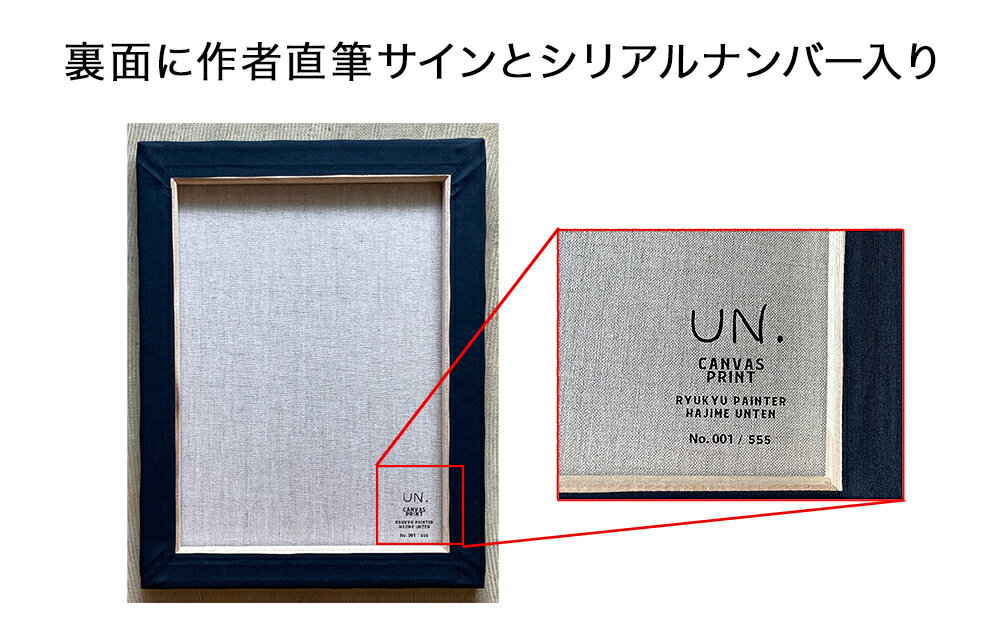 裏面に作者直筆サインとシリアルナンバー入り
UN.
CANVAS
PRINT
RYUKYU PAINTER
HAJIME UNTEN
No. 001 / 555
UN.
CANVAS
PRINT
RYUKYU PAINTER
HAJIME UNTEN
No. 001 / 555